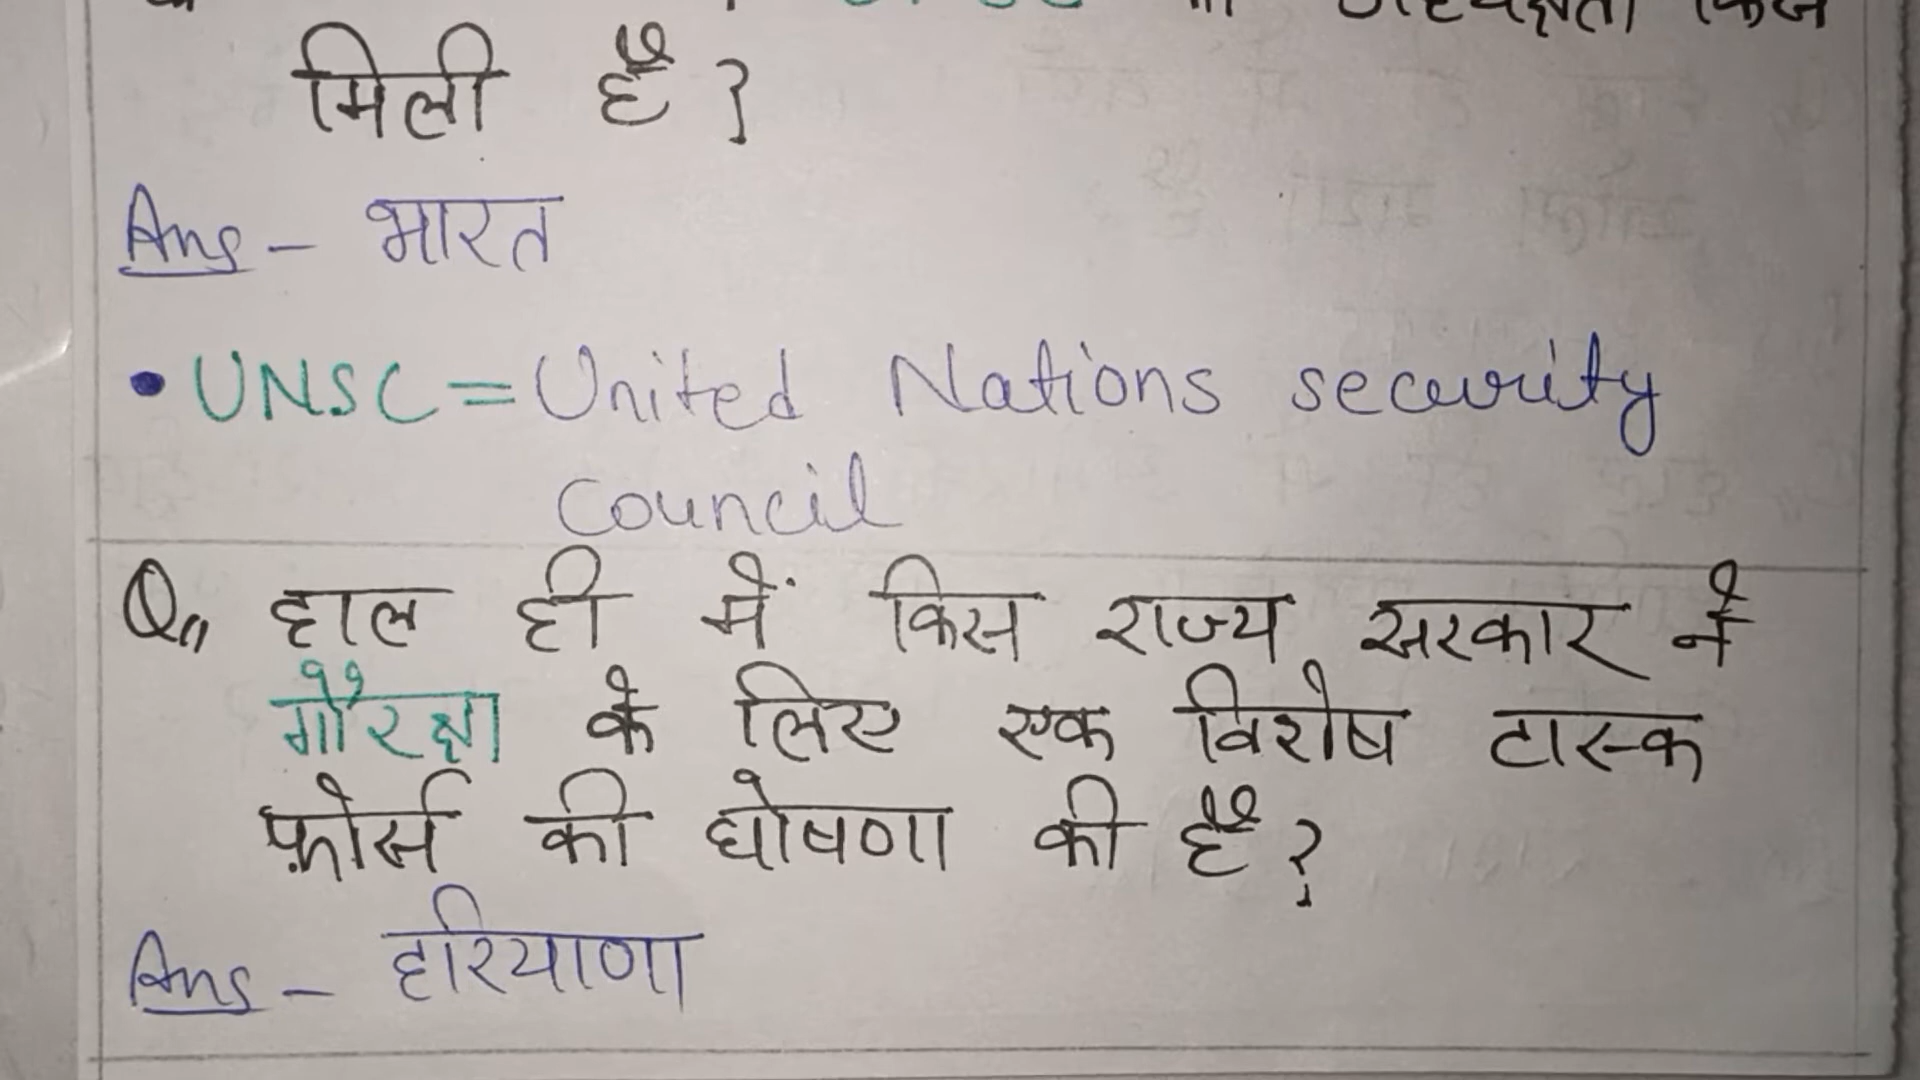 मिली है ?
Ans - भारत
• UNSC = United Nations security
council
Q,, हाल ही में किस राज्य सरकार ने
गौरक्षा के लिए एक विशेष टास्क
फ़ोर्स की घोषणा की है ?
Ans - हरियाणा